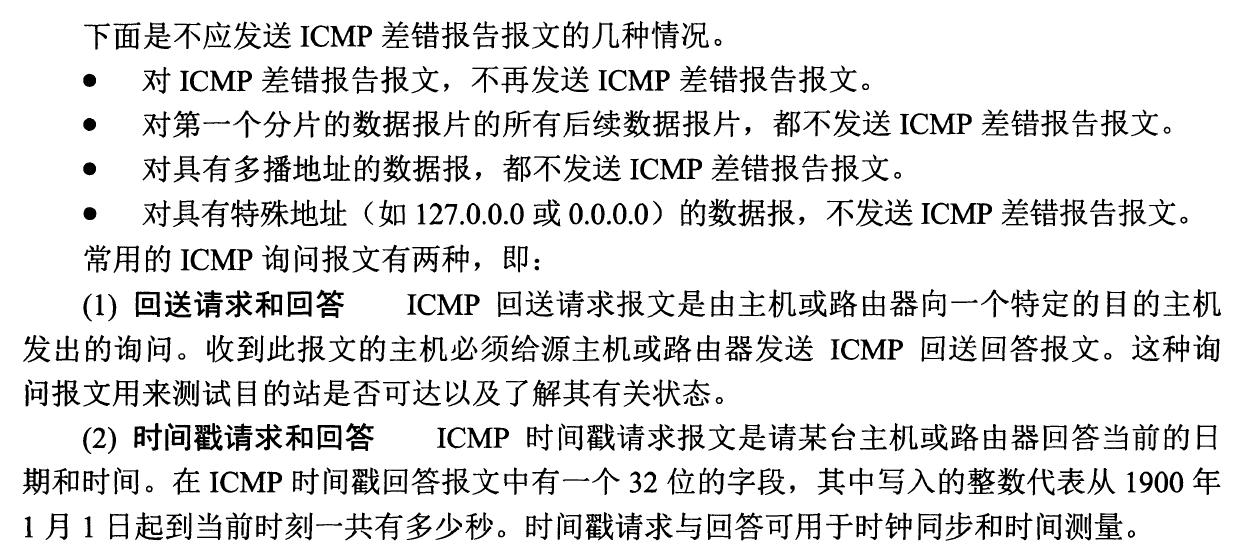 下面是不应发送 ICMP 差错报告报文的几种情况。
● 对 ICMP 差错报告报文，不再发送 ICMP 差错报告报文。
● 对第一个分片的数据报片的所有后续数据报片，都不发送 ICMP 差错报告报文。
● 对具有多播地址的数据报，都不发送 ICMP 差错报告报文。
● 对具有特殊地址（如 127.0.0.0 或 0.0.0.0）的数据报，不发送 ICMP 差错报告报文。
常用的 ICMP 询问报文有两种，即：
(1) 回送请求和回答 ICMP 回送请求报文是由主机或路由器向一个特定的目的主机
发出的询问。收到此报文的主机必须给源主机或路由器发送 ICMP 回送回答报文。这种询
问报文用来测试目的站是否可达以及了解其有关状态。
(2) 时间戳请求和回答 ICMP 时间戳请求报文是请某台主机或路由器回答当前的日
期和时间。在 ICMP 时间戳回答报文中有一个 32 位的字段，其中写入的整数代表从 1900 年
1 月 1 日起到当前时刻一共有多少秒。时间戳请求与回答可用于时钟同步和时间测量。